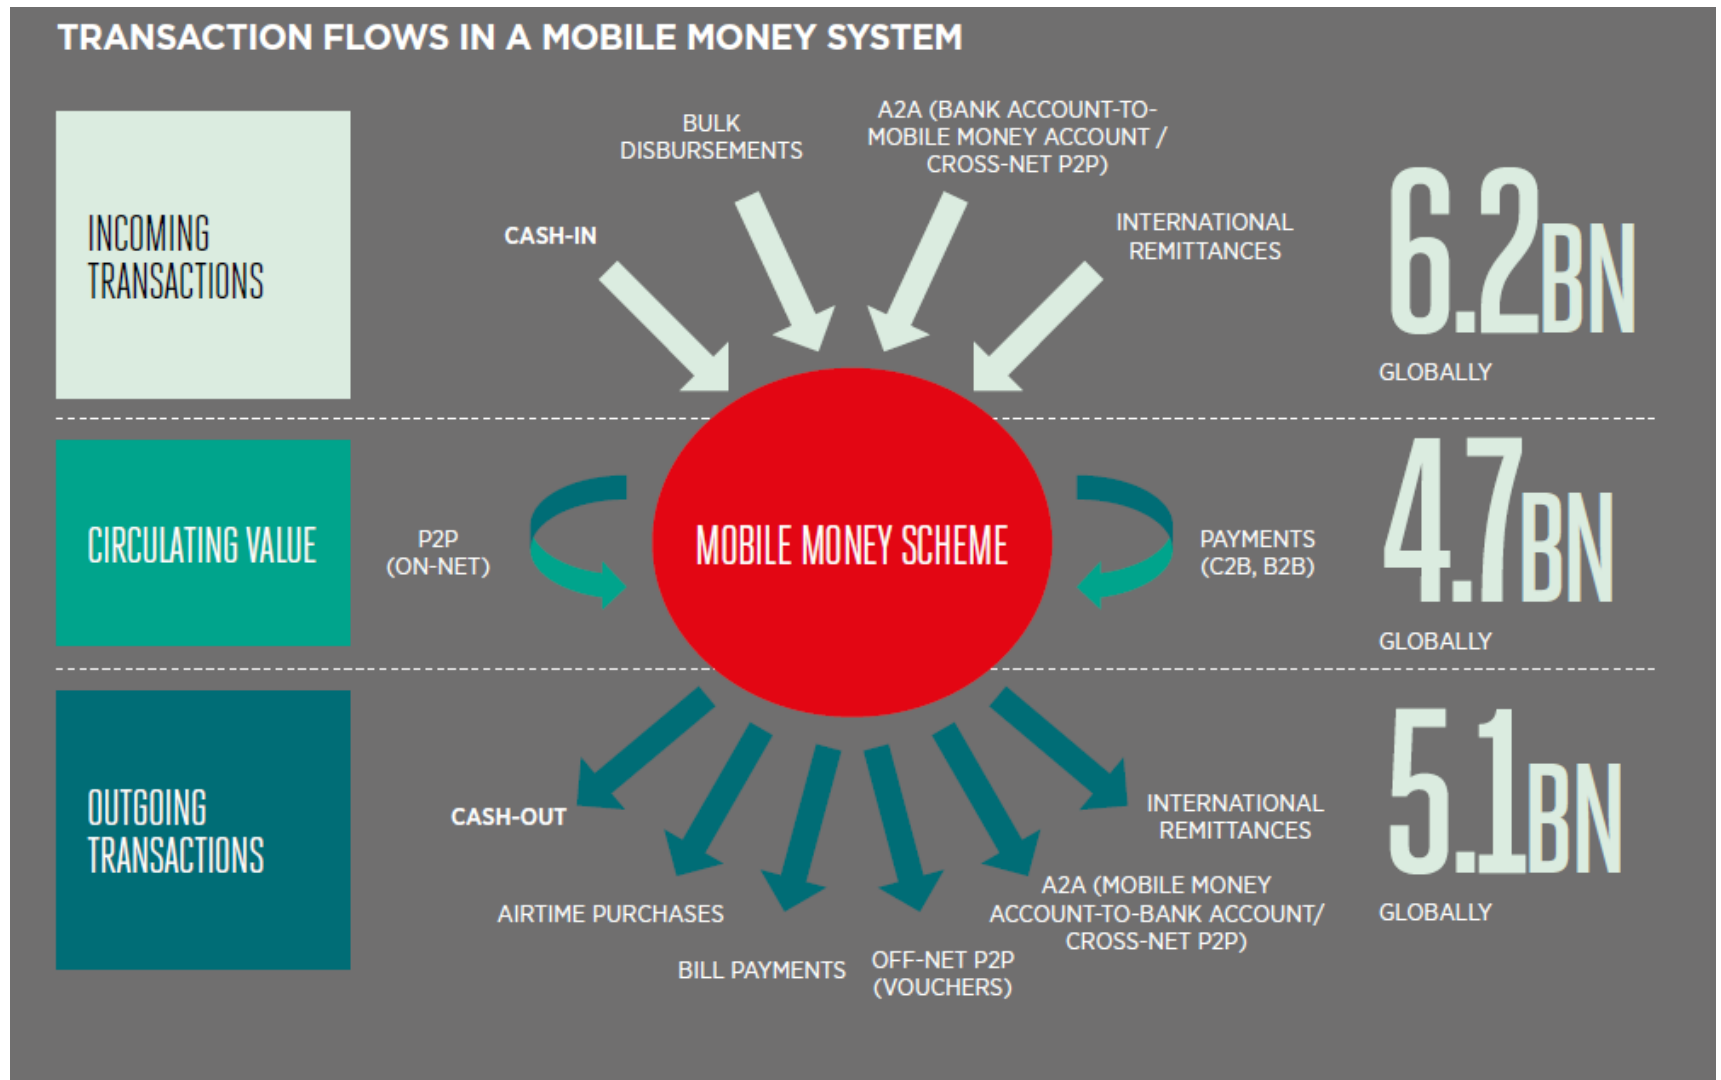 TRANSACTION FLOWS IN A MOBILE MONEY SYSTEM
INCOMING
TRANSACTIONS
CASH-IN
BULK
DISBURSEMENTS
A2A (BANK ACCOUNT-TO-
MOBILE MONEY ACCOUNT /
CROSS-NET P2P)
INTERNATIONAL
REMITTANCES
6.2BN
GLOBALLY
CIRCULATING VALUE
P2P
(ON-NET)
MOBILE MONEY SCHEME
PAYMENTS
(C2B, B2B)
4.7BN
GLOBALLY
OUTGOING
TRANSACTIONS
CASH-OUT
AIRTIME PURCHASES
BILL PAYMENTS
OFF-NET P2P
(VOUCHERS)
A2A (MOBILE MONEY
ACCOUNT-TO-BANK ACCOUNT/
CROSS-NET P2P)
INTERNATIONAL
REMITTANCES
5.1BN
GLOBALLY